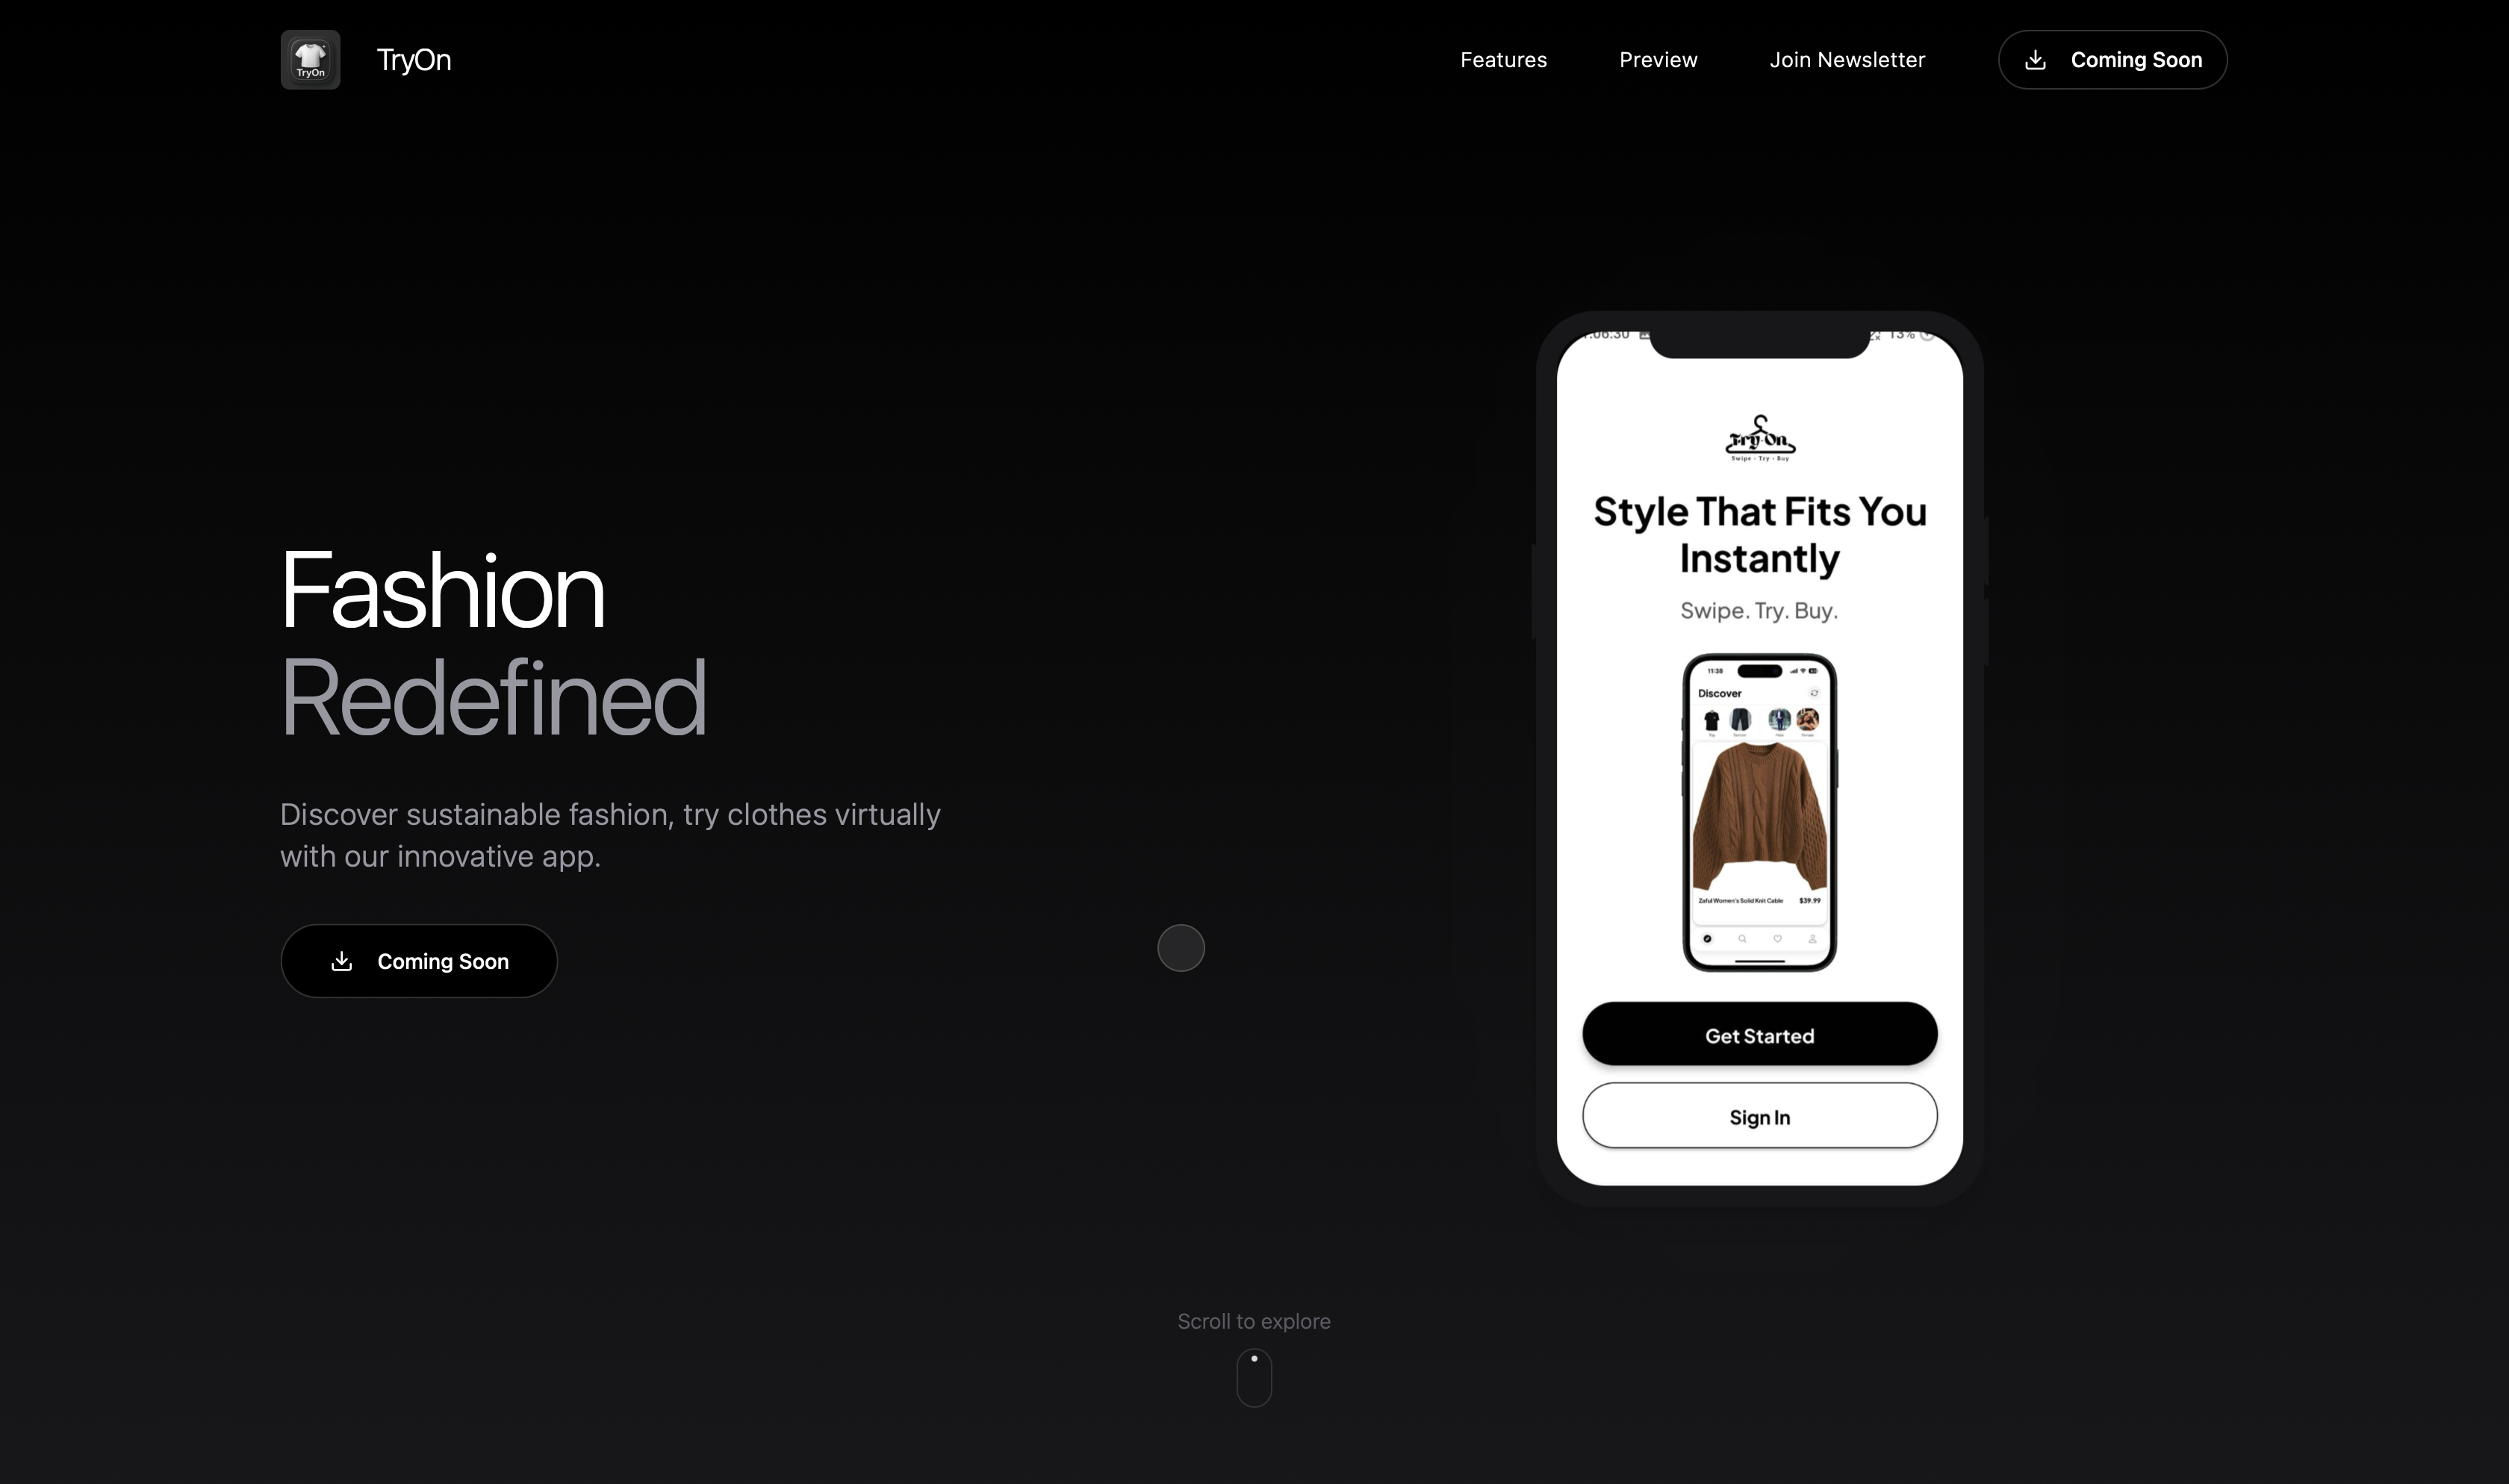 TryOn
TryOn
Features
Preview
Join Newsletter
Coming Soon
Fashion
Redefined
Discover sustainable fashion, try clothes virtually
with our innovative app.
Coming Soon
13%
Try On
Swipe - Try - Buy
Style That Fits You
Instantly
Swipe. Try. Buy.
11:38
Discover
Zaful Women's Solid Knit Cable
$39.99
Get Started
Sign In
Scroll to explore